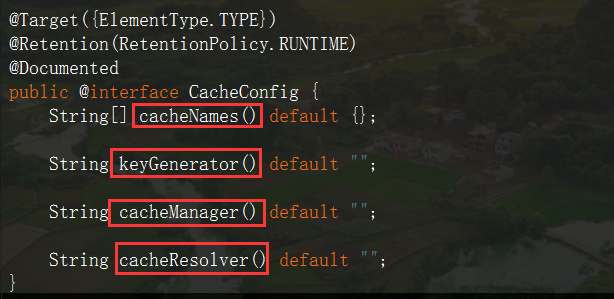 @Target({ElementType.TYPE})
@Retention(RetentionPolicy.RUNTIME)
@Documented
public @interface CacheConfig {
    String[] cacheNames() default {};
    String keyGenerator() default "";
    String cacheManager() default "";
    String cacheResolver() default "";
}